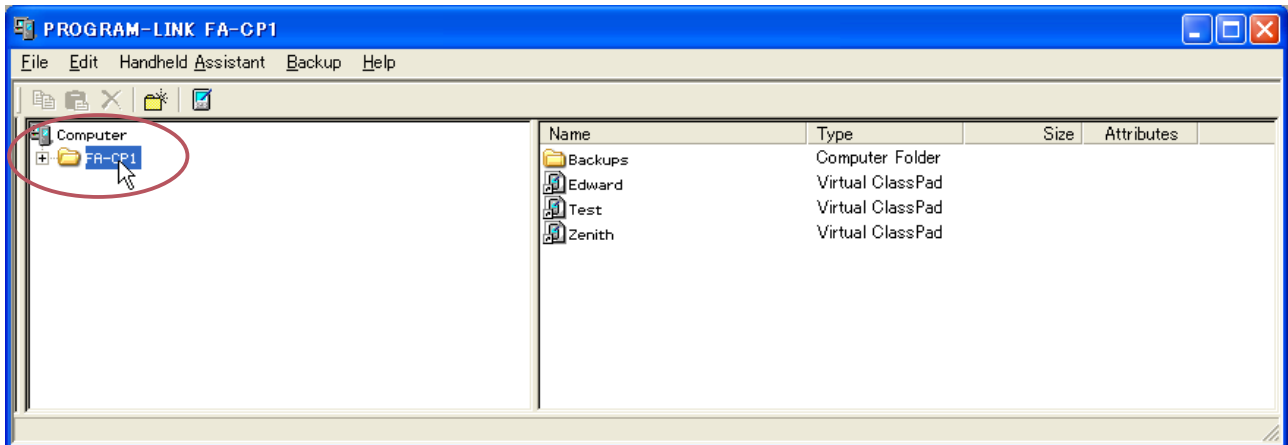 PROGRAM-LINK FA-CP1
File Edit Handheld Assistant Backup Help
Computer
FA-CP1
Name Type Size Attributes
Backups Computer Folder
Edward Virtual ClassPad
Test Virtual ClassPad
Zenith Virtual ClassPad